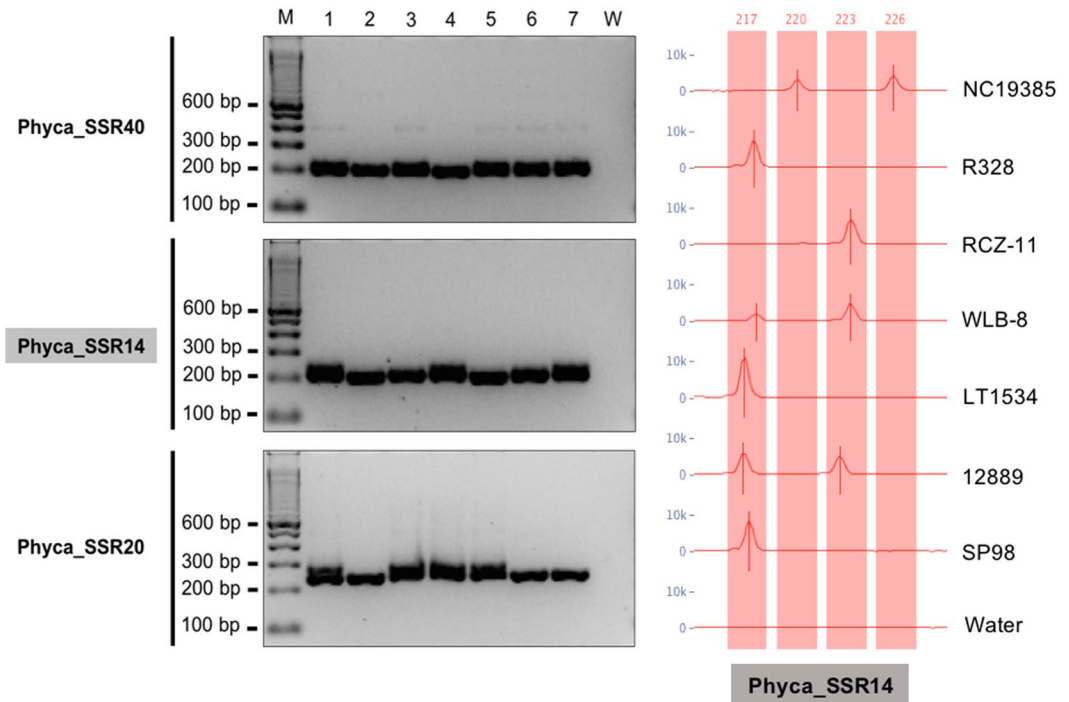 M 1 2 3 4 5 6 7 W
Phyca_SSR40
600 bp
300 bp
200 bp
100 bp
Phyca_SSR14
600 bp
300 bp
200 bp
100 bp
Phyca_SSR20
600 bp
300 bp
200 bp
100 bp
217 220 223 226
10k-
0-
NC19385
10k-
0-
R328
10k-
0-
RCZ-11
10k-
0-
WLB-8
10k-
0-
LT1534
10k-
0-
12889
10k-
0-
SP98
10k-
0-
Water
Phyca_SSR14